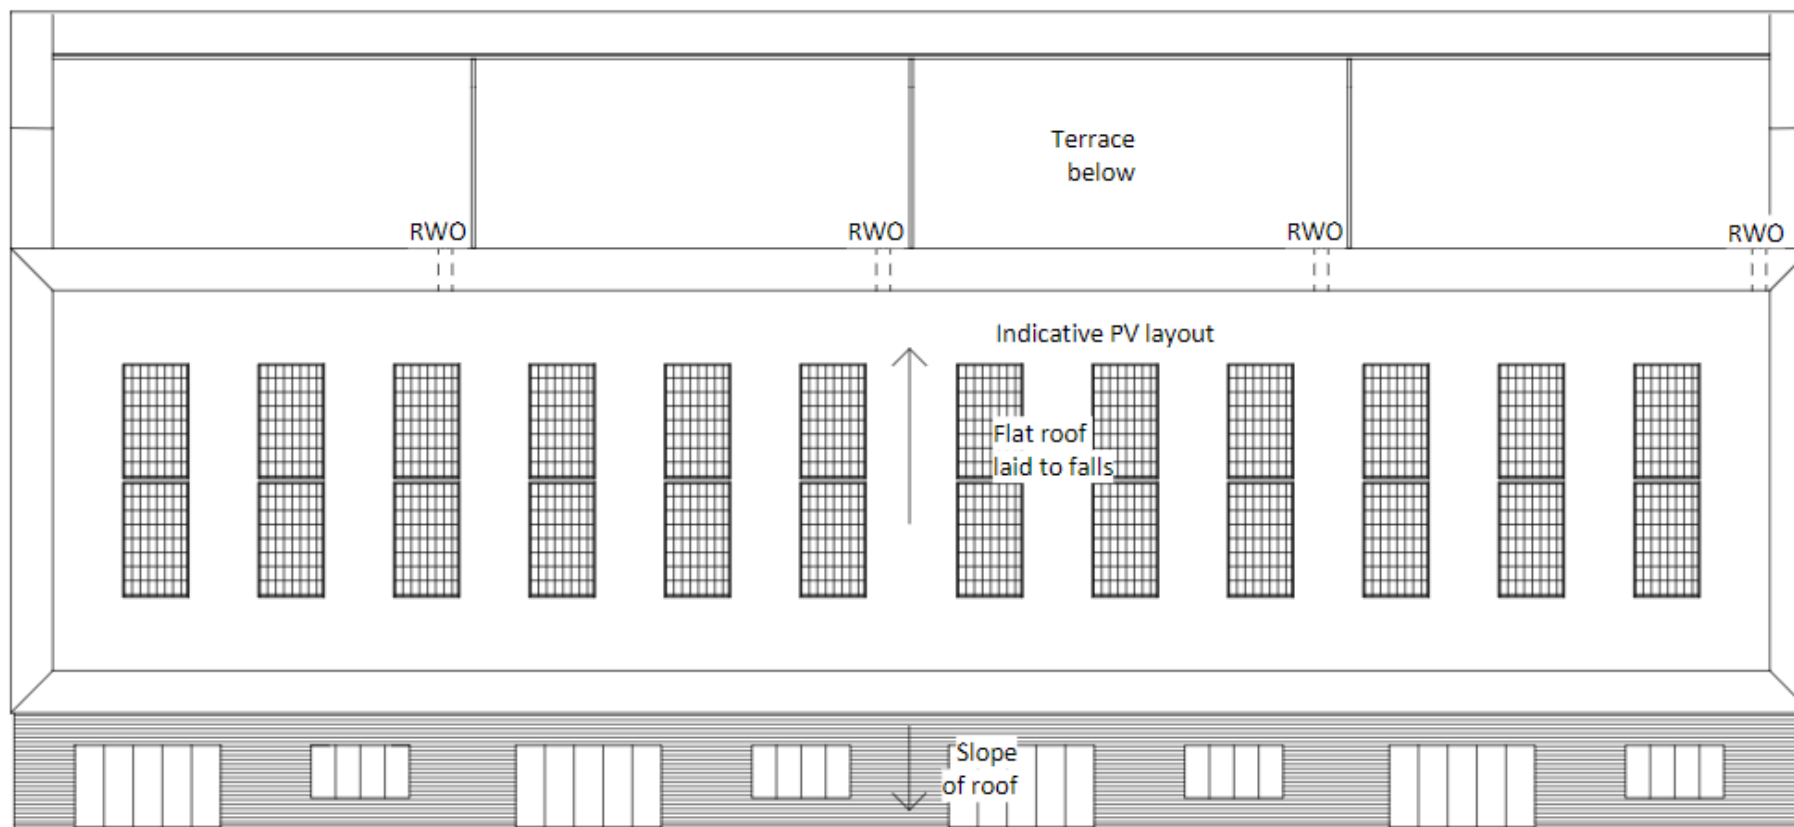 Terrace
below
RWO
RWO
RWO
RWO
Indicative PV layout
Flat roof
laid to falls
Slope
of roof